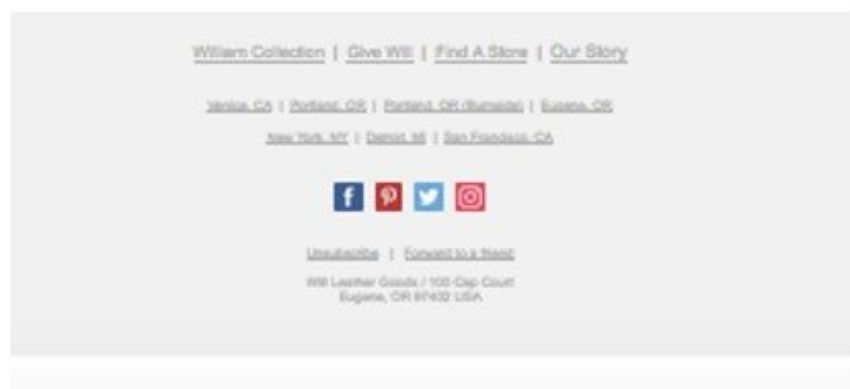 William Collection | Give Will | Find A Store | Our Story
Venice, CA | Portland, OR | Portland, OR (Burnside) | Eugene, OR
New York, NY | Detroit, MI | San Francisco, CA
Unsubscribe | Forward to a friend
Will Leather Goods / 100 Cap Court
Eugene, OR 97402 USA